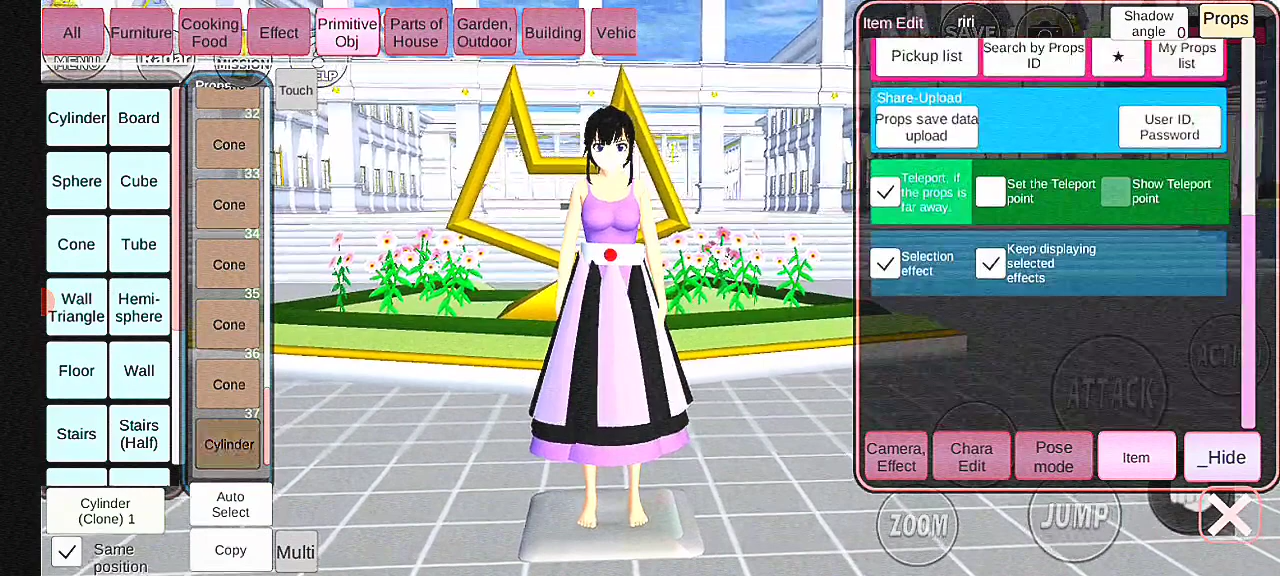 All
Furniture
Cooking
Food
Effect
Primitive
Obj
Parts of
House
Garden,
Outdoor
Building
Vehic
MENU
Radar
MISSION
Touch
Cylinder
Board
Sphere
Cube
Cone
Tube
Wall
Triangle
Hemi-
sphere
Floor
Wall
Stairs
Stairs
(Half)
32
Cone
33
Cone
34
Cone
35
Cone
36
Cone
37
Cylinder
Cylinder
(Clone) 1
Auto
Select
Same
position
Copy
Multi
Item Edit
riri
SAVE
Shadow
angle 0
Props
Pickup list
Search by Props
ID
★
My Props
list
Share-Upload
Props save data
upload
User ID,
Password
Teleport, if
the props is
far away.
Set the Teleport
point
Show Teleport
point
Selection
effect
Keep displaying
selected
effects
ATTACK
Camera,
Effect
Chara
Edit
Pose
mode
Item
_Hide
ZOOM
JUMP